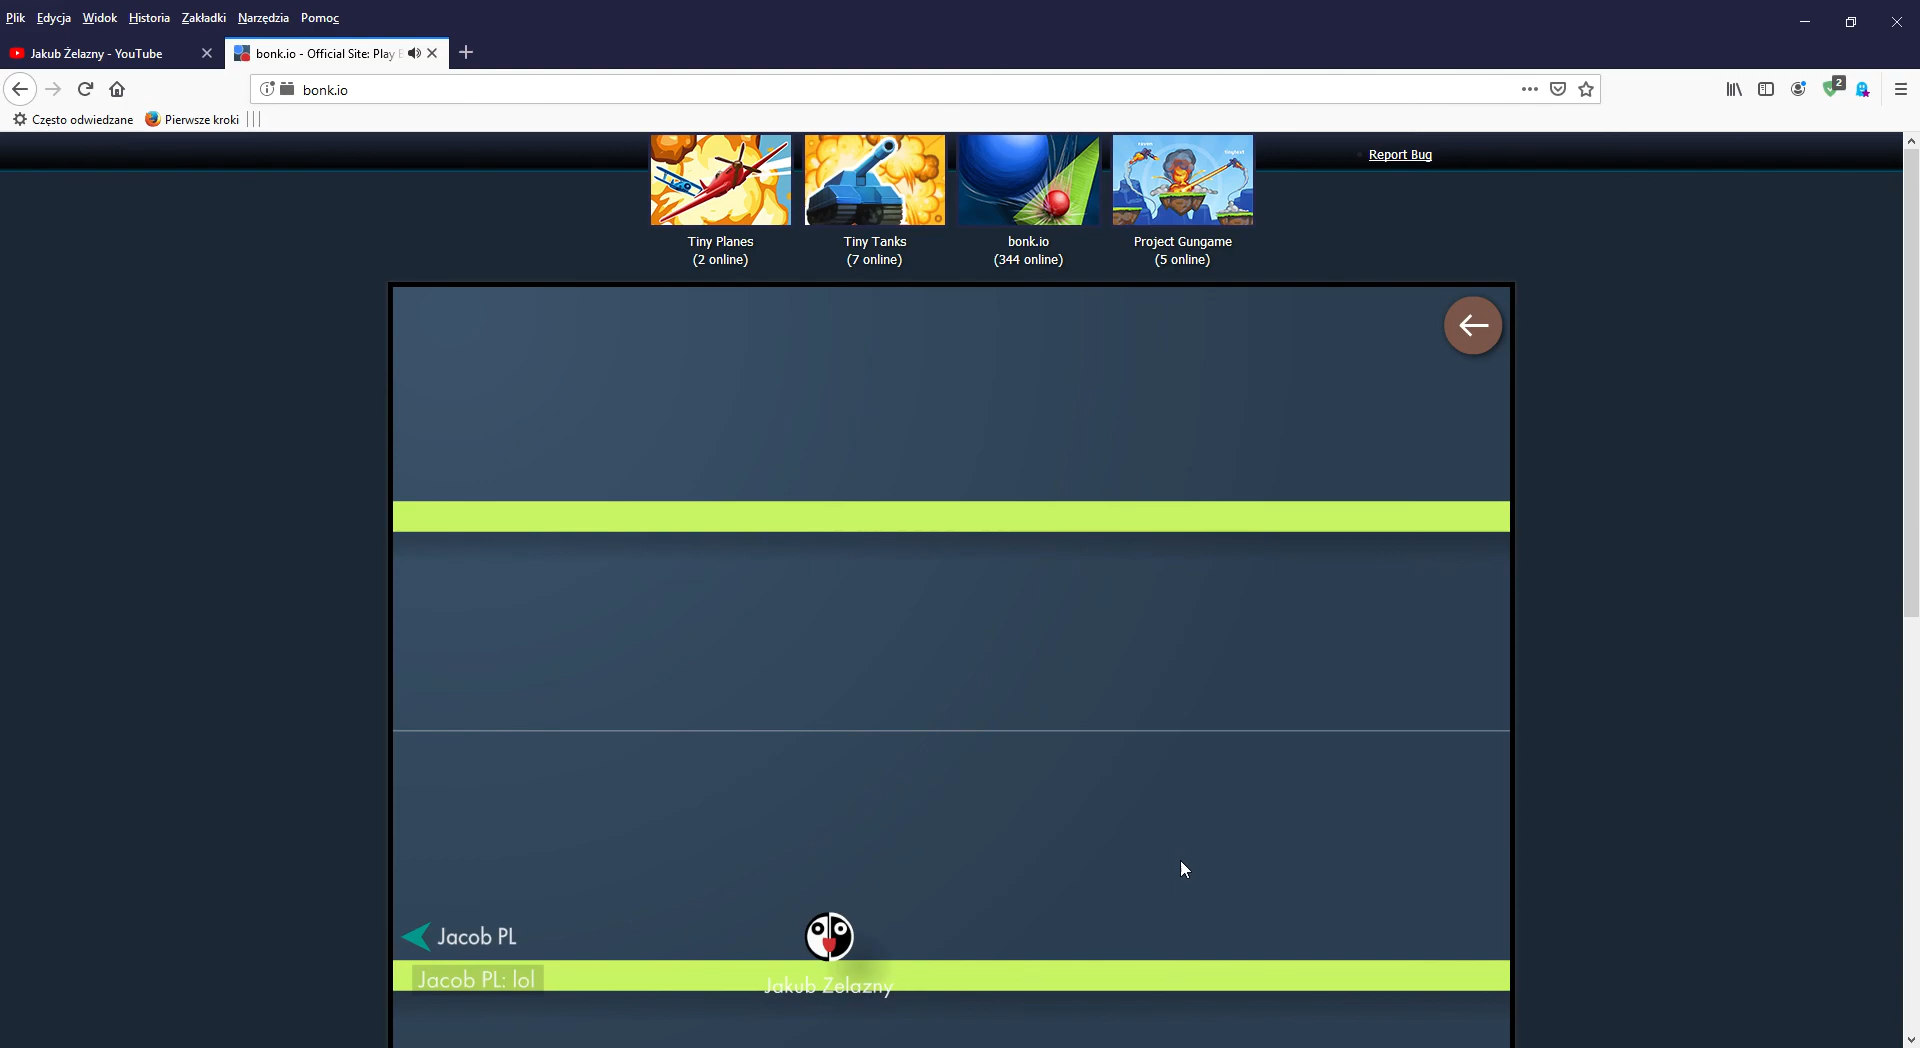 Plik Edycja Widok Historia Zakładki Narzędzia Pomoc
Jakub Żelazny - YouTube
bonk.io - Official Site: Play
bonk.io
2
Często odwiedzane Pierwsze kroki
Report Bug
Tiny Planes
(2 online)
Tiny Tanks
(7 online)
bonk.io
(344 online)
Project Gungame
(5 online)
Jacob PL
Jacob PL: lol
Jakub Zelazny